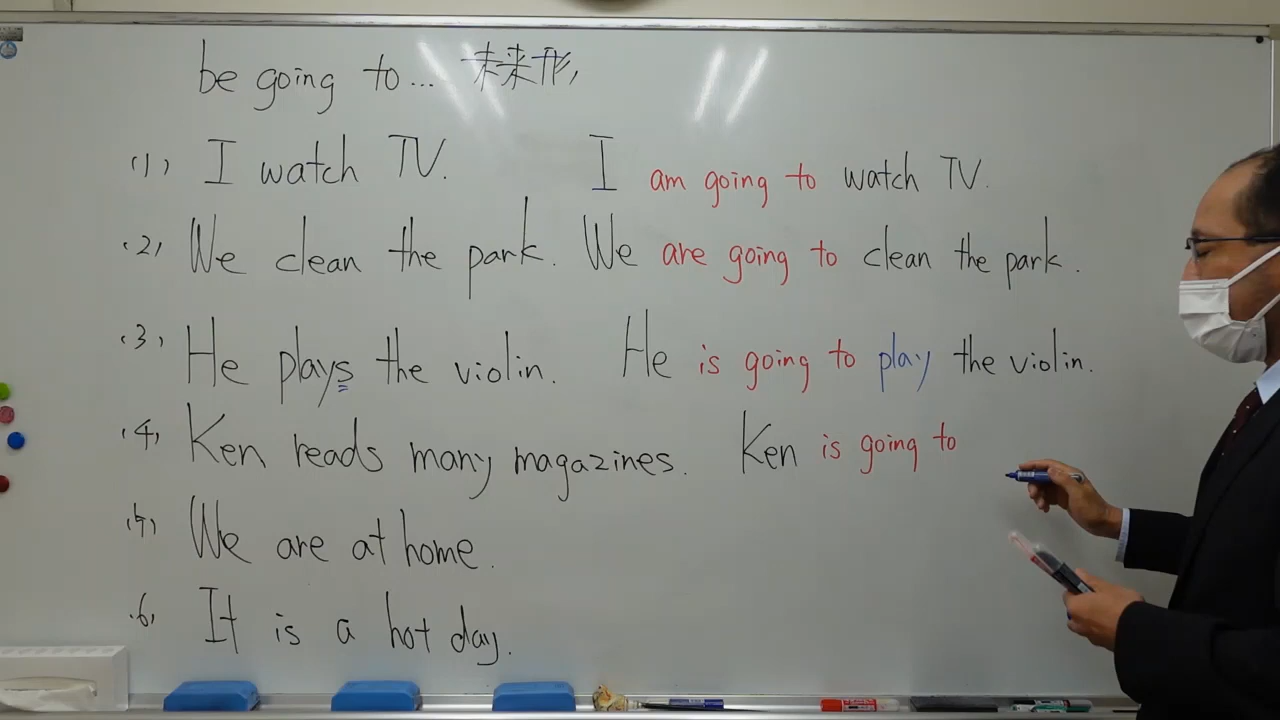 be going to... 未来形
(1) I watch TV. I am going to watch TV.
(2) We clean the park. We are going to clean the park.
(3) He plays the violin. He is going to play the violin.
(4) Ken reads many magazines. Ken is going to
(5) We are at home.
(6) It is a hot day.